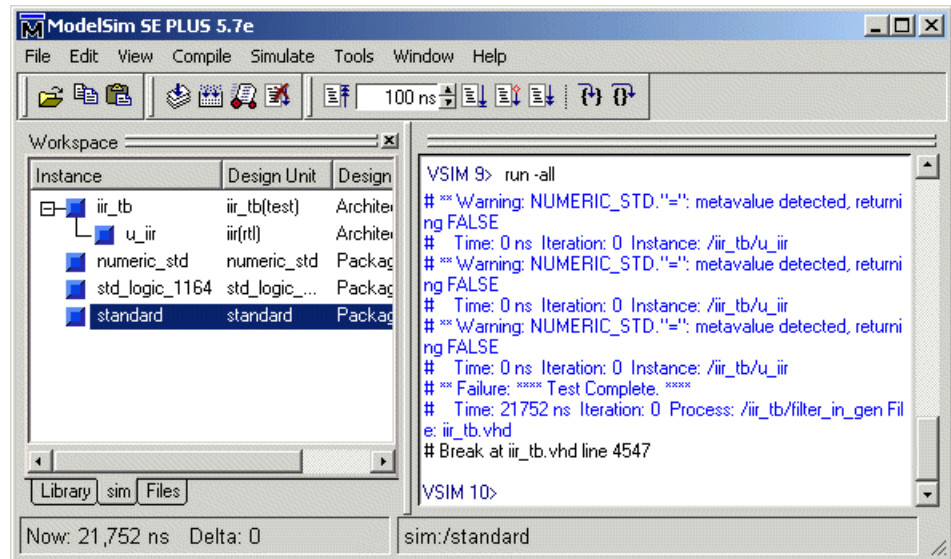 ModelSim SE PLUS 5.7e
File Edit View Compile Simulate Tools Window Help
100 ns
Workspace
Instance Design Unit Design
iir_tb iir_tb(test) Architec
u_iir iir(rtl) Architec
numeric_std numeric_std Packag
std_logic_1164 std_logic_... Packag
standard standard Packag
Library sim Files
VSIM 9> run -all
# ** Warning: NUMERIC_STD."=": metavalue detected, returni
ng FALSE
# Time: 0 ns Iteration: 0 Instance: /iir_tb/u_iir
# ** Warning: NUMERIC_STD."=": metavalue detected, returni
ng FALSE
# Time: 0 ns Iteration: 0 Instance: /iir_tb/u_iir
# ** Warning: NUMERIC_STD."=": metavalue detected, returni
ng FALSE
# Time: 0 ns Iteration: 0 Instance: /iir_tb/u_iir
# ** Failure: **** Test Complete. ****
# Time: 21752 ns Iteration: 0 Process: /iir_tb/filter_in_gen Fil
e: iir_tb.vhd
# Break at iir_tb.vhd line 4547
VSIM 10>
Now: 21,752 ns Delta: 0
sim:/standard